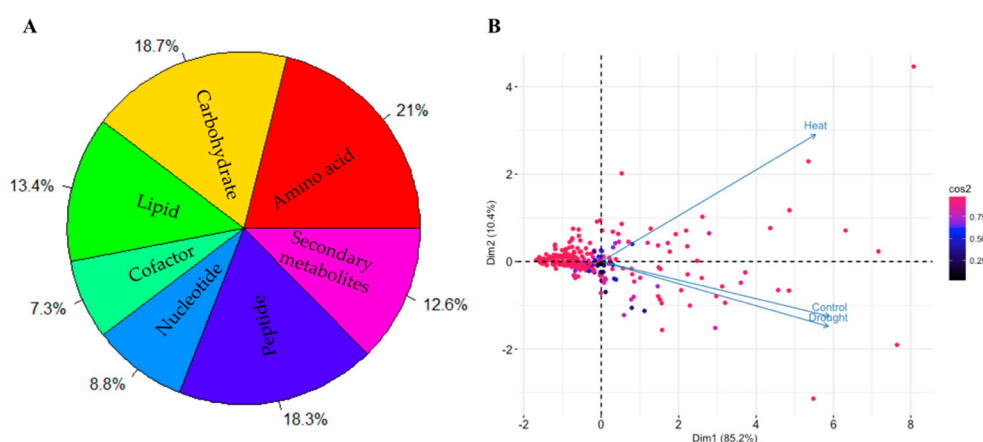 A
B
18.7%
Carbohydrate
21%
Amino acid
13.4%
Lipid
Secondary
metabolites
Cofactor
12.6%
7.3%
Nucleotide
Peptide
8.8%
18.3%
4
2
0
-2
Dim2 (10.4%)
Heat
Control
Drought
-2
0
2
4
6
8
Dim1 (85.2%)
cos2
0.75
0.50
0.25